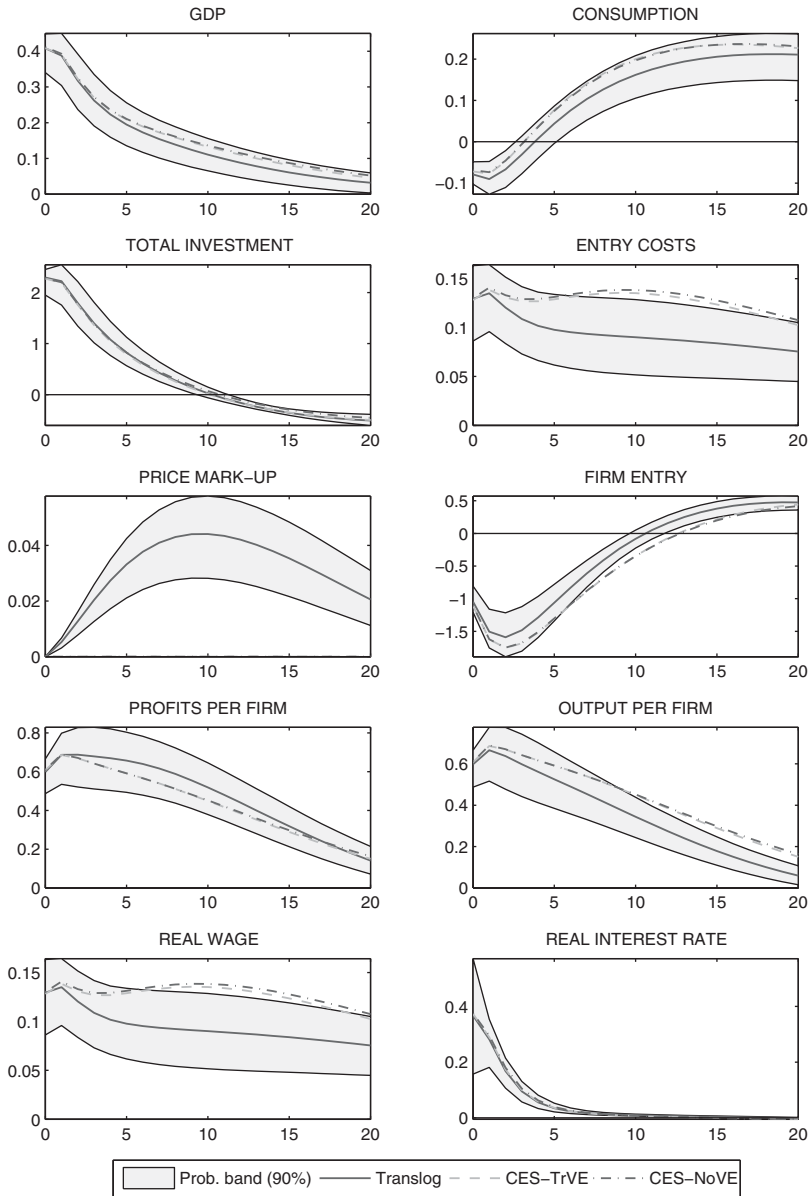 GDP
CONSUMPTION
0.4
0.3
0.2
0.1
0
0 5 10 15 20
0.2
0.1
0
−0.1
0 5 10 15 20
TOTAL INVESTMENT
ENTRY COSTS
2
1
0
0 5 10 15 20
0.15
0.1
0.05
0
0 5 10 15 20
PRICE MARK−UP
FIRM ENTRY
0.04
0.02
0
0 5 10 15 20
0.5
0
−0.5
−1
−1.5
0 5 10 15 20
PROFITS PER FIRM
OUTPUT PER FIRM
0.8
0.6
0.4
0.2
0
0 5 10 15 20
0.6
0.4
0.2
0
0 5 10 15 20
REAL WAGE
REAL INTEREST RATE
0.15
0.1
0.05
0
0 5 10 15 20
0.4
0.2
0
0 5 10 15 20
Prob. band (90%) Translog CES−TrVE CES−NoVE